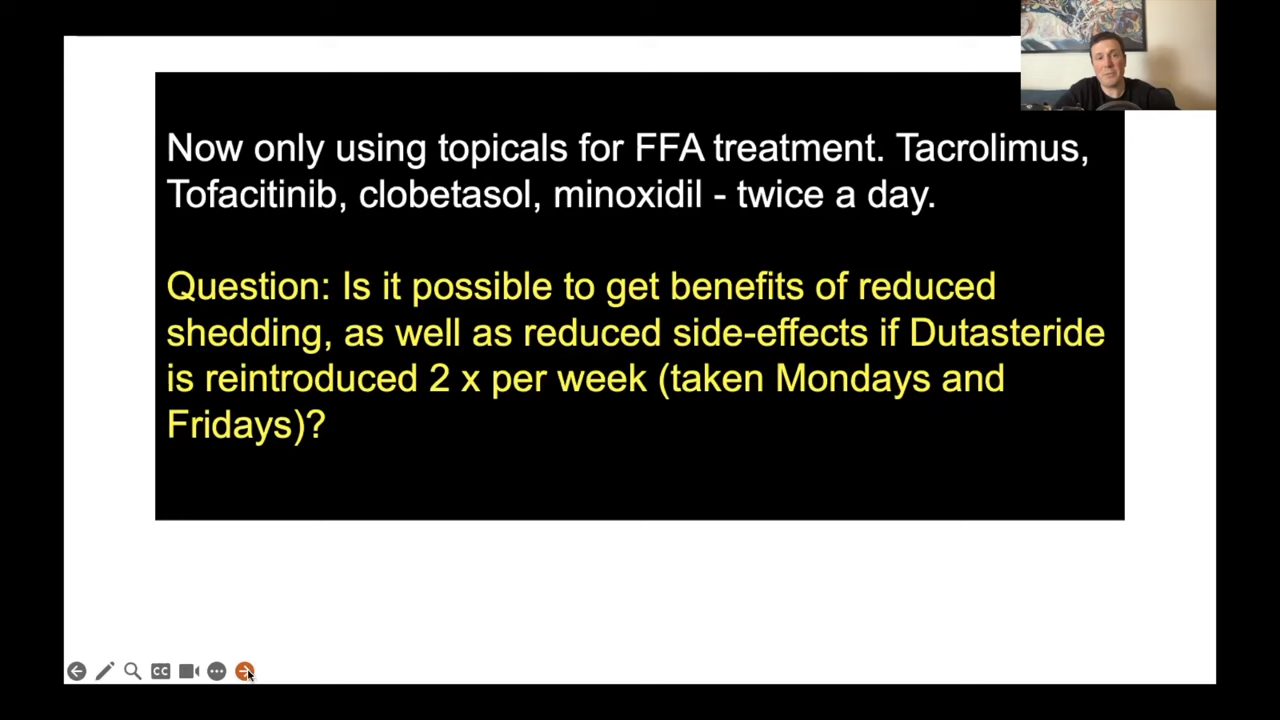 Now only using topicals for FFA treatment. Tacrolimus,
Tofacitinib, clobetasol, minoxidil - twice a day.
Question: Is it possible to get benefits of reduced
shedding, as well as reduced side-effects if Dutasteride
is reintroduced 2 x per week (taken Mondays and
Fridays)?
CC